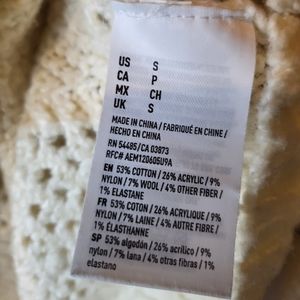 US S
CA P
MX CH
UK S
MADE IN CHINA / FABRIQUÉ EN CHINE /
HECHO EN CHINA
RN 54485/CA 03873
RFC# AEM120605U9A
EN 53% COTTON / 26% ACRYLIC / 9%
NYLON / 7% WOOL / 4% OTHER FIBER /
1% ELASTANE
FR 53% COTON / 26% ACRYLIQUE / 9%
NYLON / 7% LAINE / 4% AUTRE FIBRE /
1% ÉLASTHANNE
SP 53% algodón / 26% acrílico / 9%
nylon / 7% lana / 4% otras fibras / 1%
elastano